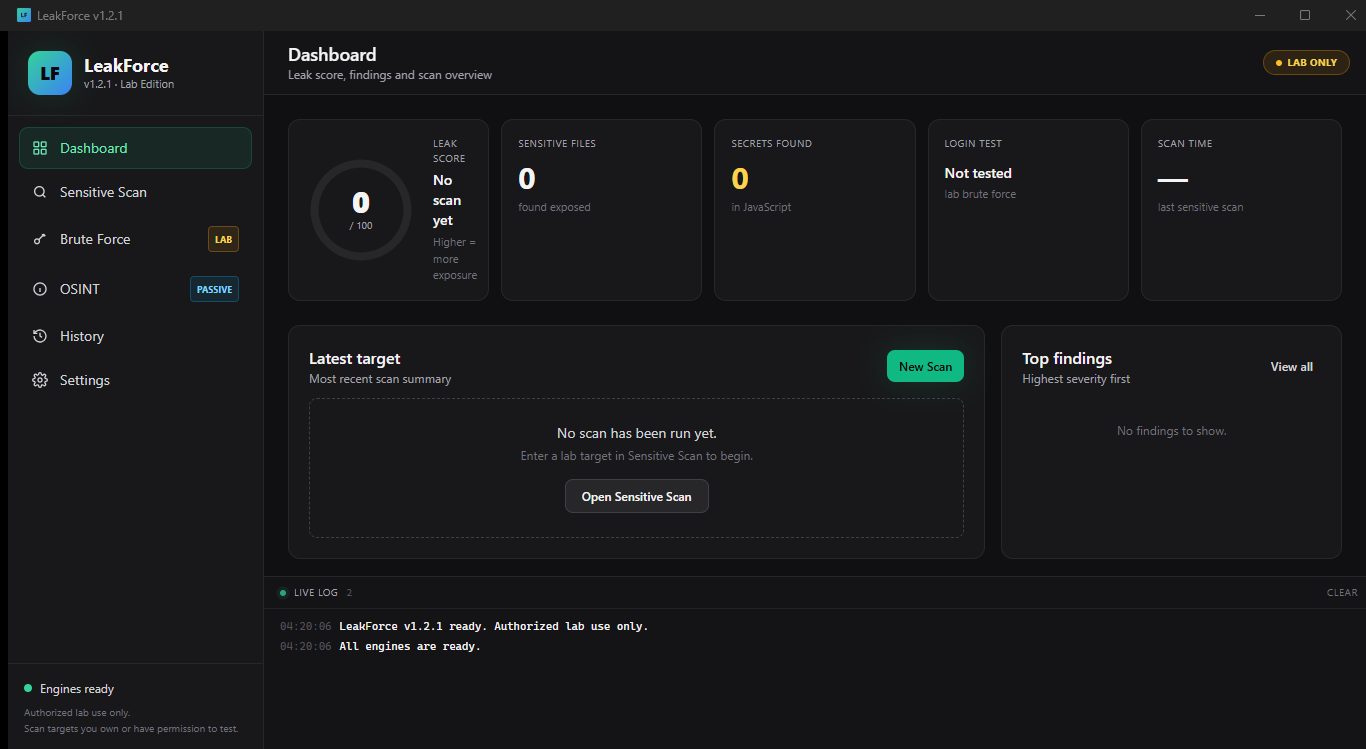 LF LeakForce v1.2.1
LF
LeakForce
v1.2.1 · Lab Edition
Dashboard
Sensitive Scan
Brute Force
LAB
OSINT
PASSIVE
History
Settings
Engines ready
Authorized lab use only.
Scan targets you own or have permission to test.
Dashboard
Leak score, findings and scan overview
LAB ONLY
0
/ 100
LEAK
SCORE
No
scan
yet
Higher =
more
exposure
SENSITIVE FILES
0
found exposed
SECRETS FOUND
0
in JavaScript
LOGIN TEST
Not tested
lab brute force
SCAN TIME
—
last sensitive scan
Latest target
Most recent scan summary
New Scan
No scan has been run yet.
Enter a lab target in Sensitive Scan to begin.
Open Sensitive Scan
Top findings
Highest severity first
View all
No findings to show.
LIVE LOG 2
CLEAR
04:20:06 LeakForce v1.2.1 ready. Authorized lab use only.
04:20:06 All engines are ready.